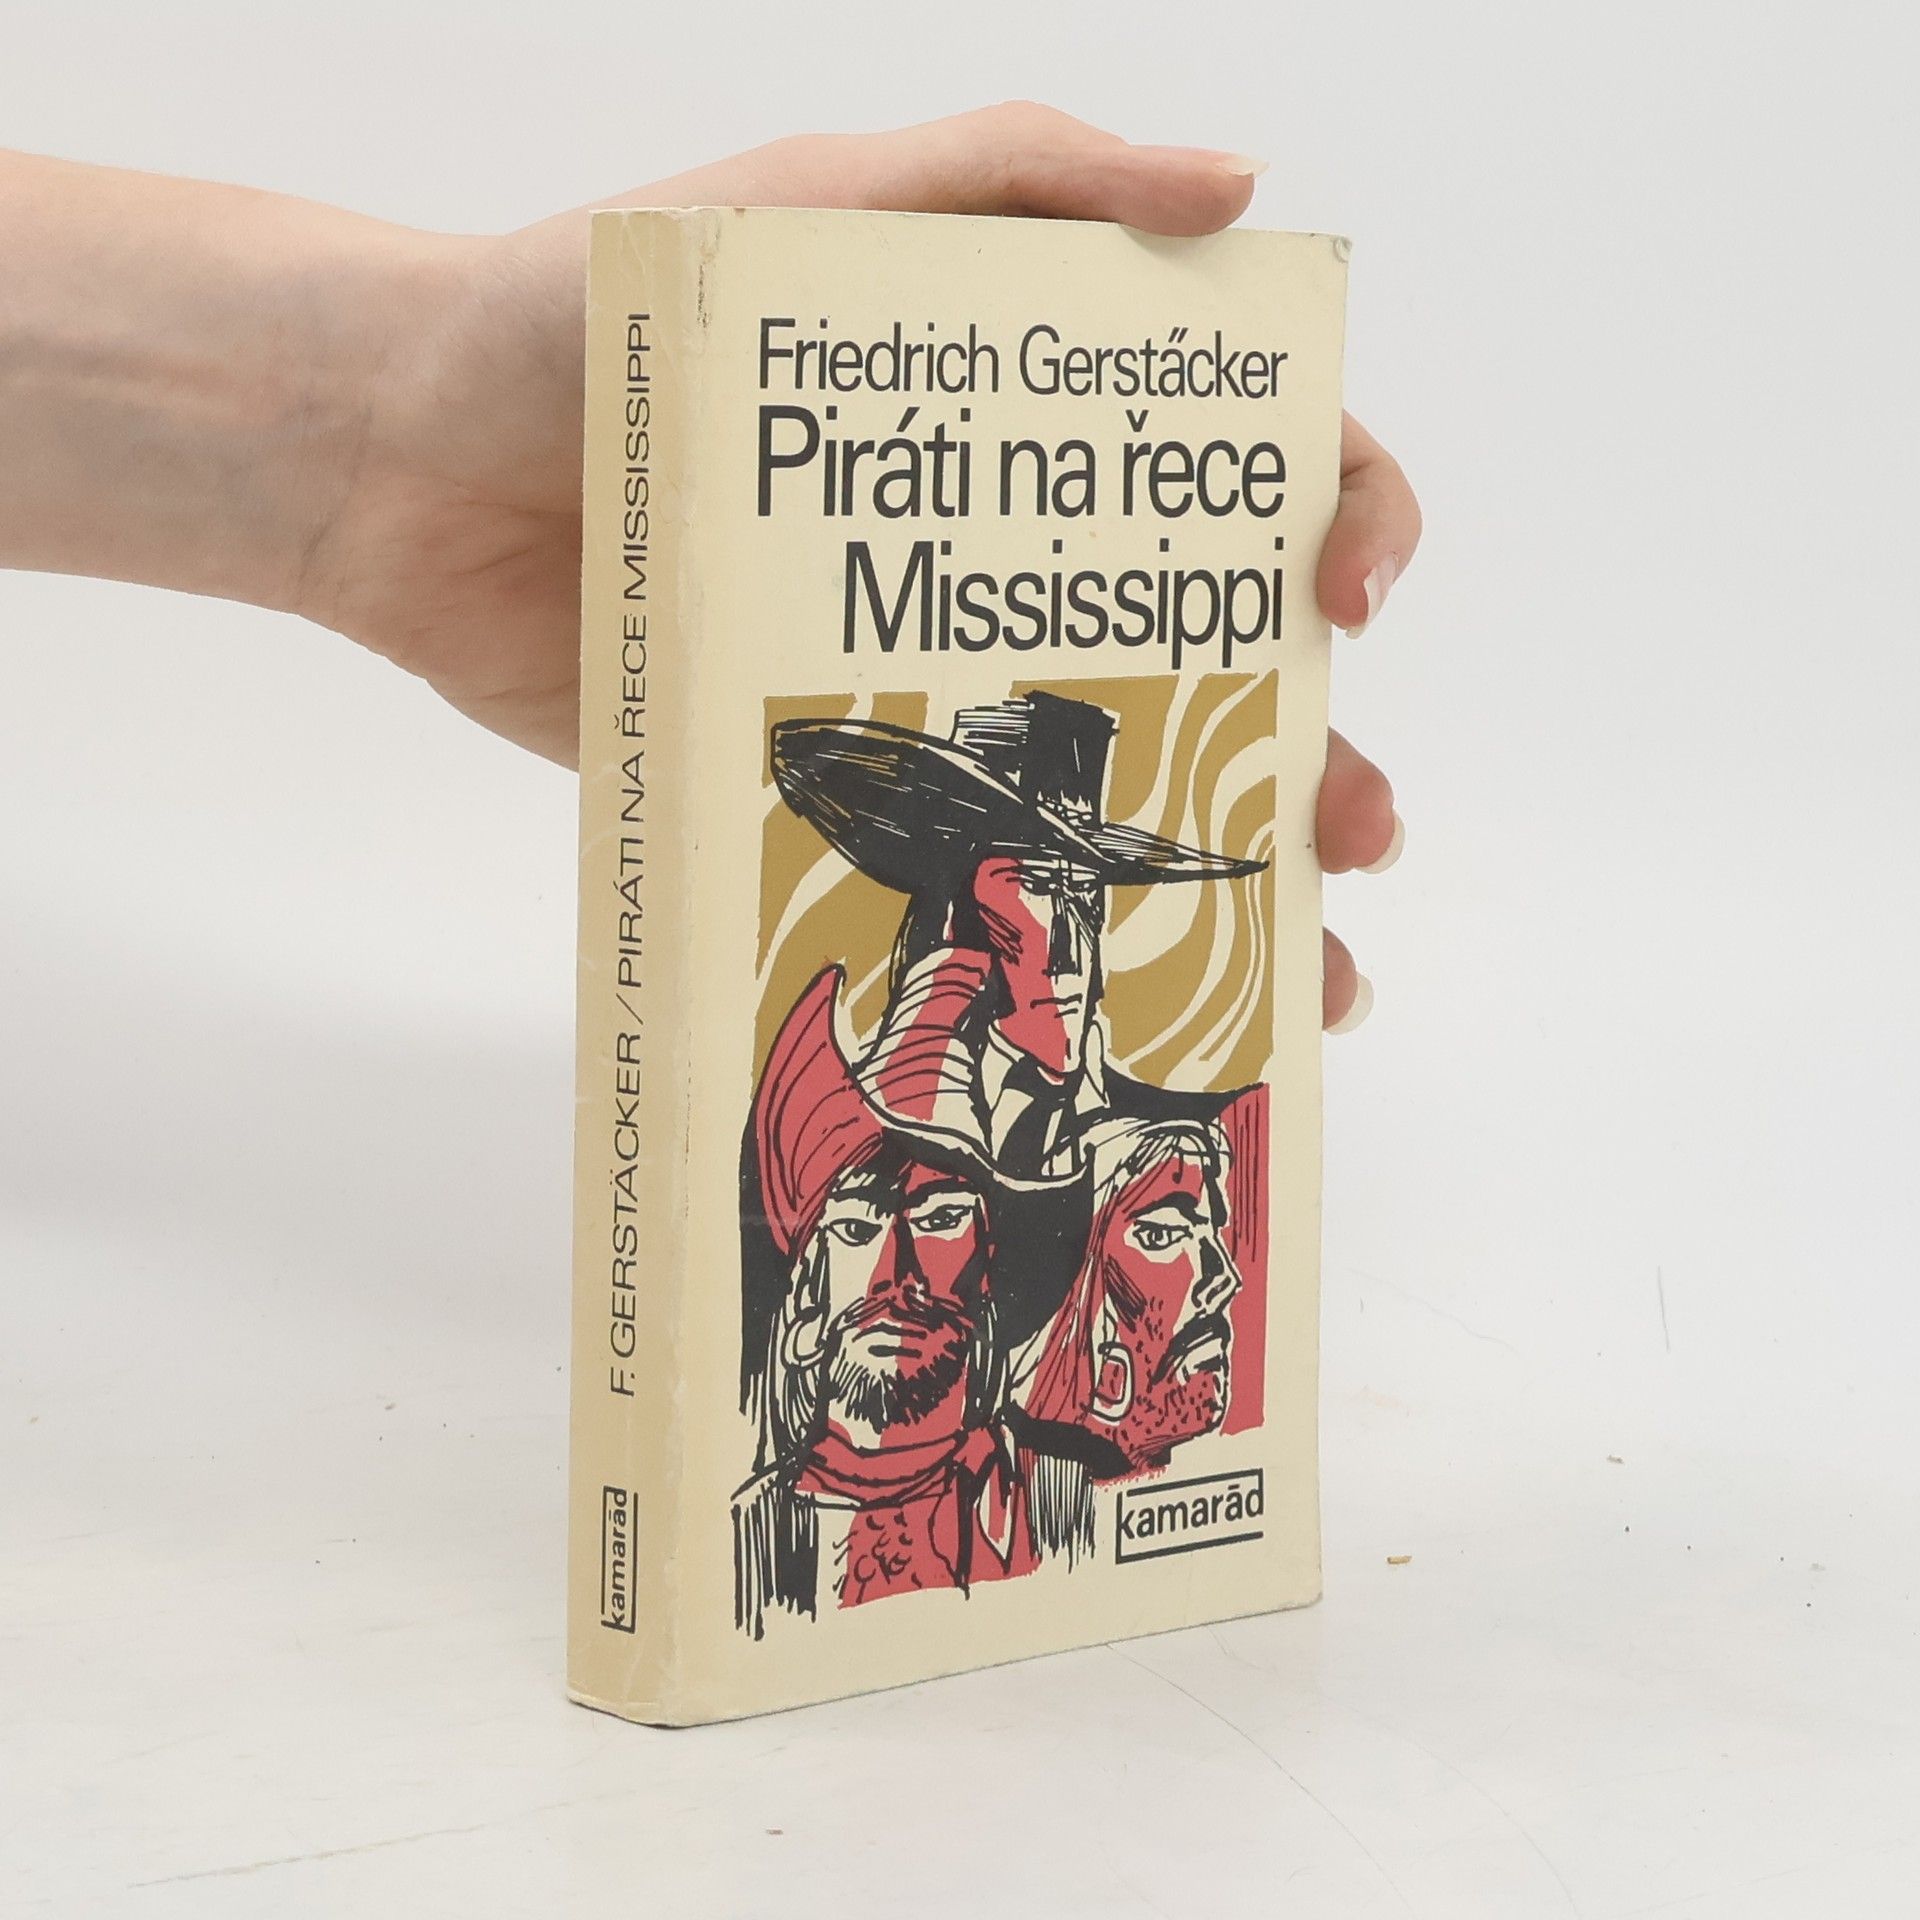 Friedrich Gerstäcker
Piráti na řece
Mississippi
kamarád
F. GERSTÄCKER / PIRÁTI NA ŘECE MISSISSIPPI
kamarád